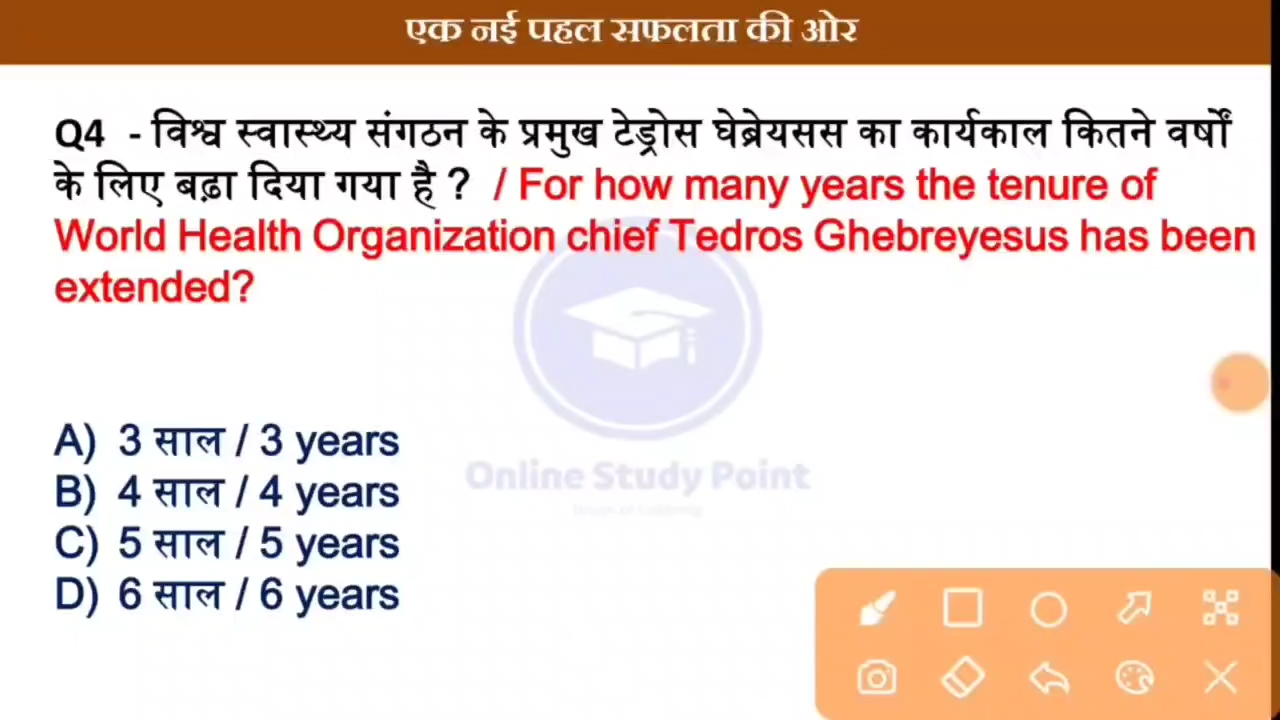 एक नई पहल सफलता की ओर
Q4 - विश्व स्वास्थ्य संगठन के प्रमुख टेड्रोस घेब्रेयसस का कार्यकाल कितने वर्षों
के लिए बढ़ा दिया गया है ? / For how many years the tenure of
World Health Organization chief Tedros Ghebreyesus has been
extended?
A) 3 साल / 3 years
B) 4 साल / 4 years
C) 5 साल / 5 years
D) 6 साल / 6 years
Online Study Point